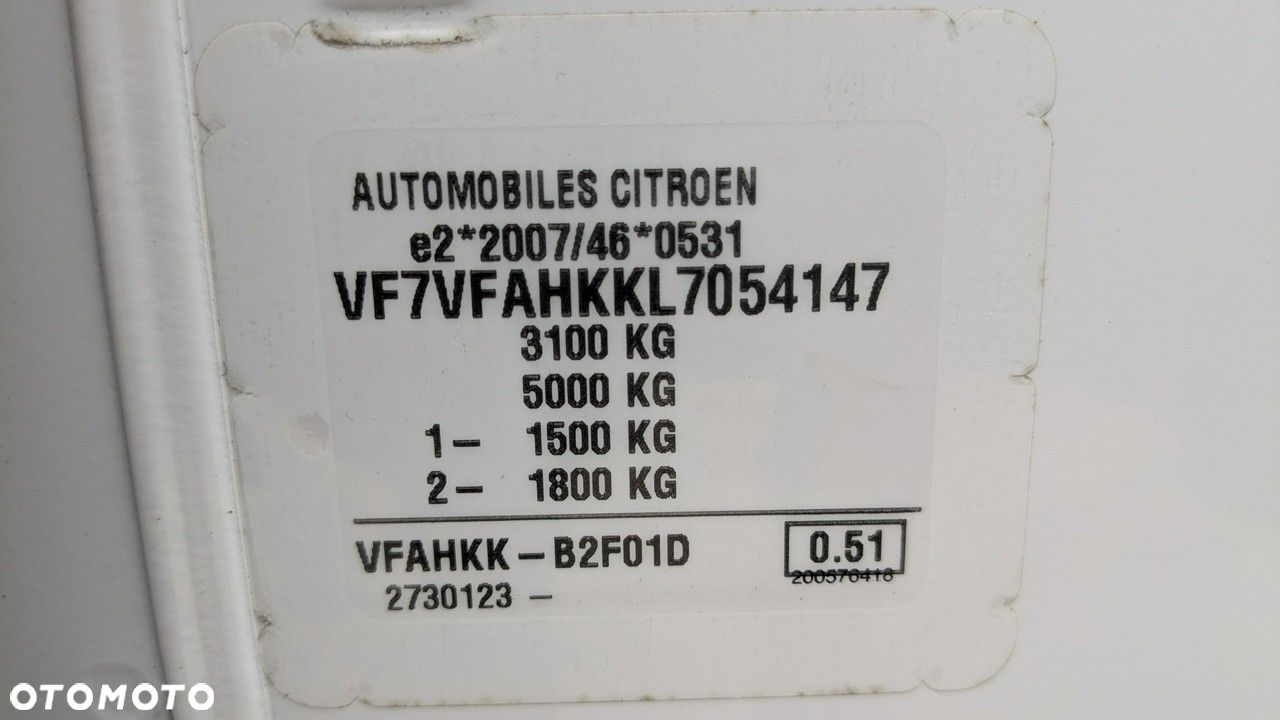 AUTOMOBILES CITROEN
e2*2007/46*0531
VF7VFAHKKL7054147
3100 KG
5000 KG
1- 1500 KG
2- 1800 KG
VFAHKK-B2F01D
0.51
200570418
2730123 -
OTOMOTO